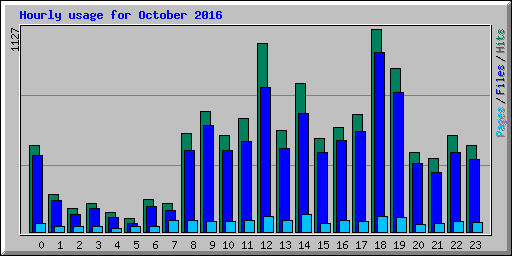 Hourly usage for October 2016
1127
Pages/Files/Hits
0 1 2 3 4 5 6 7 8 9 10 11 12 13 14 15 16 17 18 19 20 21 22 23